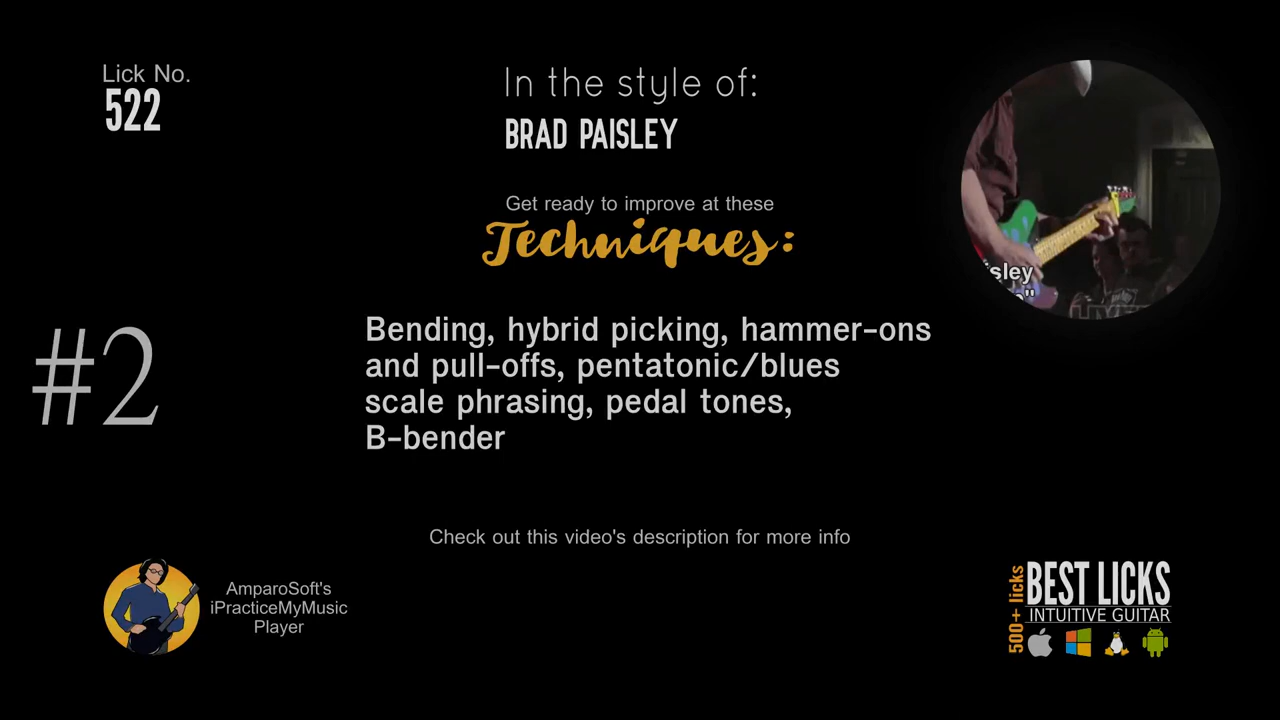 Lick No.
522
In the style of:
BRAD PAISLEY
Get ready to improve at these
Techniques:
#2
Bending, hybrid picking, hammer-ons
and pull-offs, pentatonic/blues
scale phrasing, pedal tones,
B-bender
Check out this video's description for more info
AmparoSoft's
iPracticeMyMusic
Player
500+ licks
BEST LICKS
INTUITIVE GUITAR